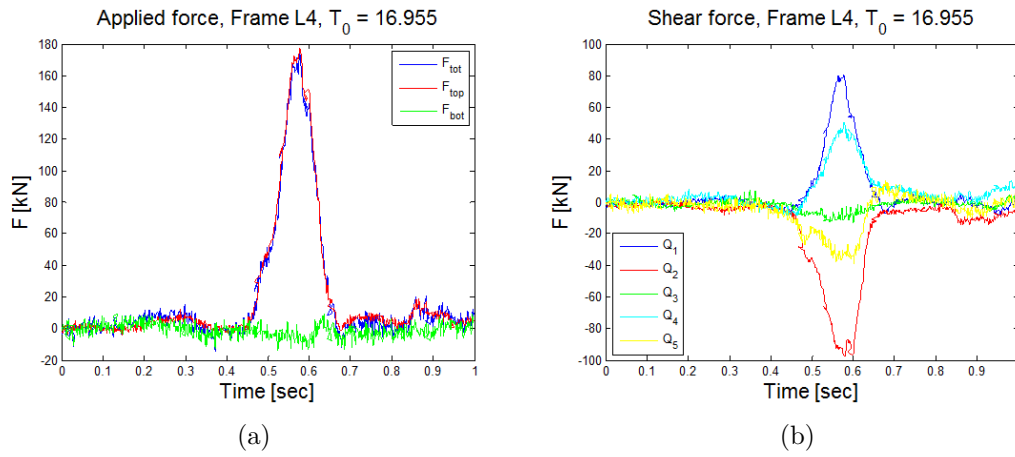 Applied force, Frame L4, T0 = 16.955
180
160
140
120
100
80
60
40
20
0
-20
F [kN]
Ftot
Ftop
Fbot
0 0.1 0.2 0.3 0.4 0.5 0.6 0.7 0.8 0.9 1
Time [sec]
(a)
Shear force, Frame L4, T0 = 16.955
100
80
60
40
20
0
-20
-40
-60
-80
-100
F [kN]
Q1
Q2
Q3
Q4
Q5
0 0.1 0.2 0.3 0.4 0.5 0.6 0.7 0.8 0.9
Time [sec]
(b)